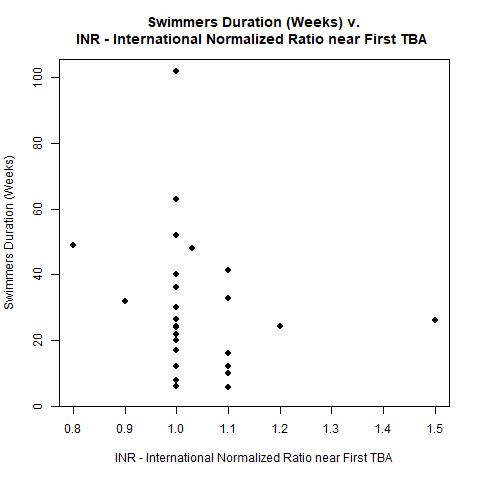 Swimmers Duration (Weeks) v.
INR - International Normalized Ratio near First TBA
Swimmers Duration (Weeks)
100
80
60
40
20
0
0.8 0.9 1.0 1.1 1.2 1.3 1.4 1.5
INR - International Normalized Ratio near First TBA